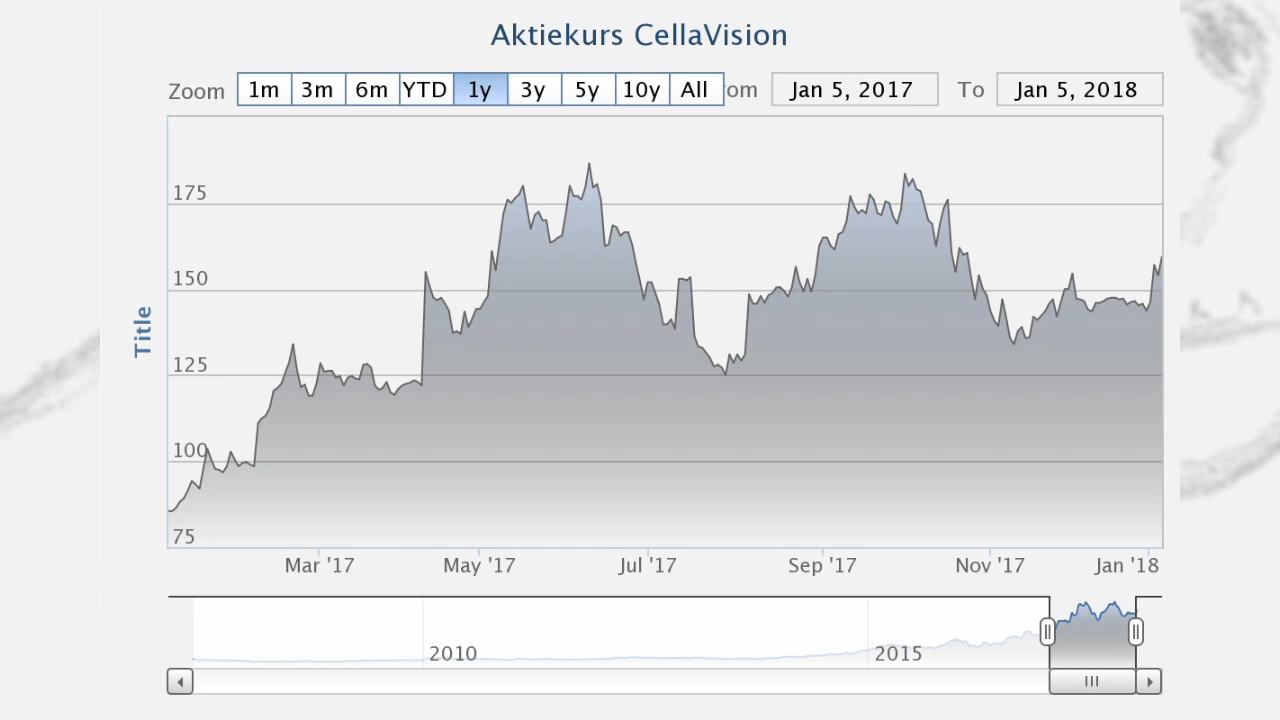 Aktiekurs CellaVision
Zoom 1m 3m 6m YTD 1y 3y 5y 10y All om Jan 5, 2017 To Jan 5, 2018
175
150
125
100
75
Title
Mar '17 May '17 Jul '17 Sep '17 Nov '17 Jan '18
2010 2015